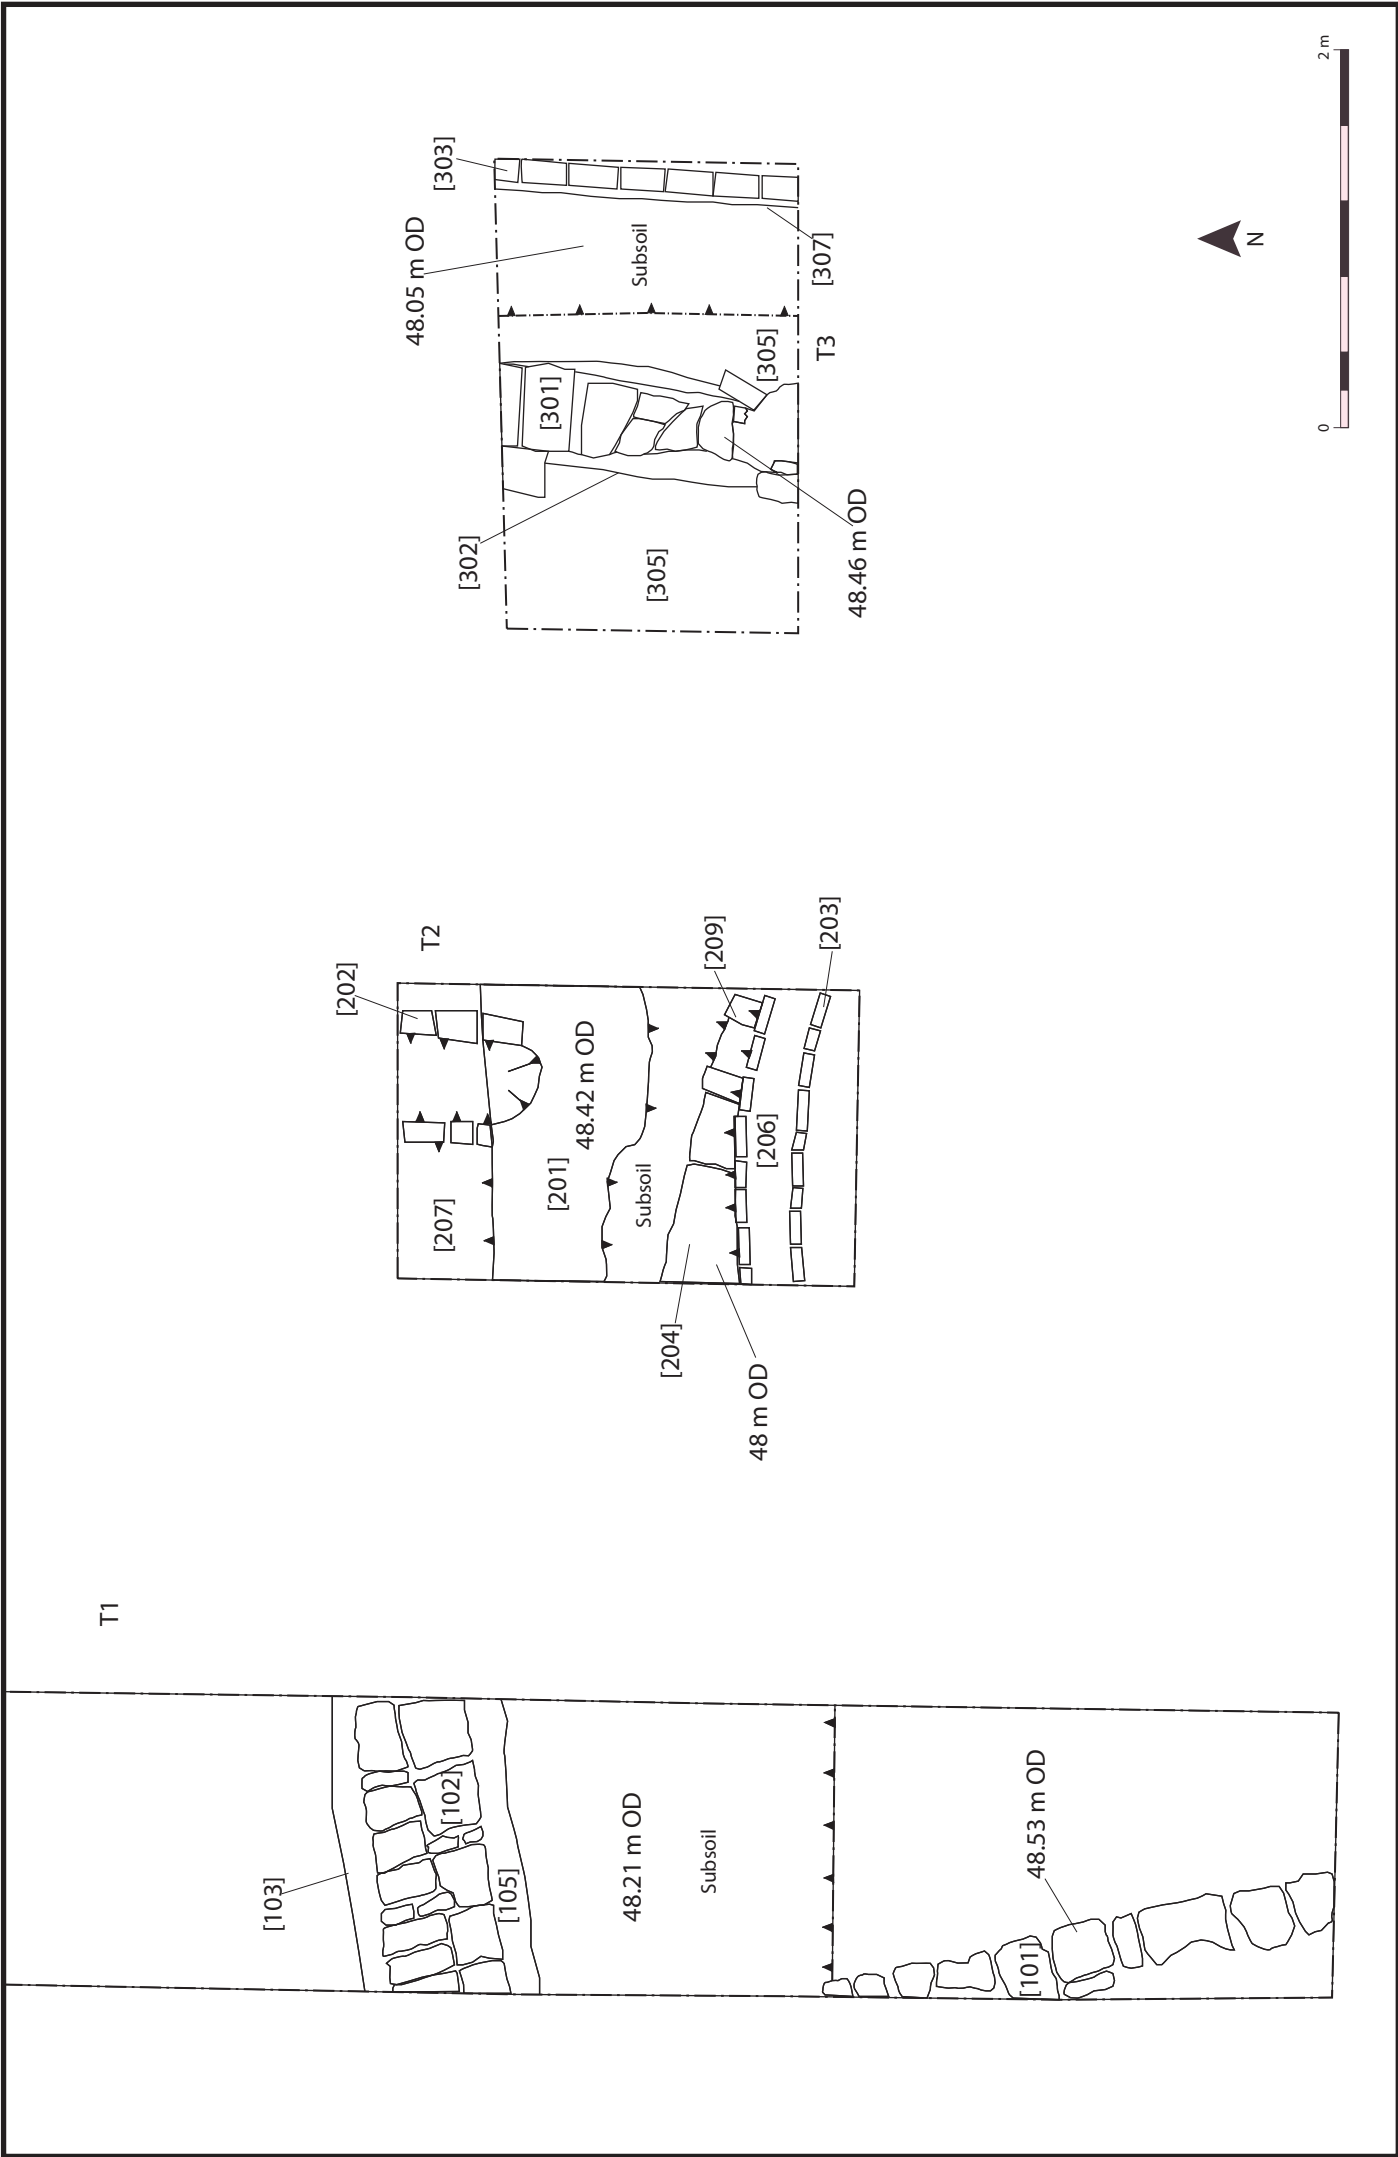 T1
[103]
[102]
[105]
48.21 m OD
Subsoil
48.53 m OD
[101]
T2
[202]
[207]
[201]
48.42 m OD
Subsoil
[209]
[206]
[203]
[204]
48 m OD
[303]
48.05 m OD
Subsoil
[307]
[301]
[305]
T3
[302]
[305]
48.46 m OD
N
0
2 m